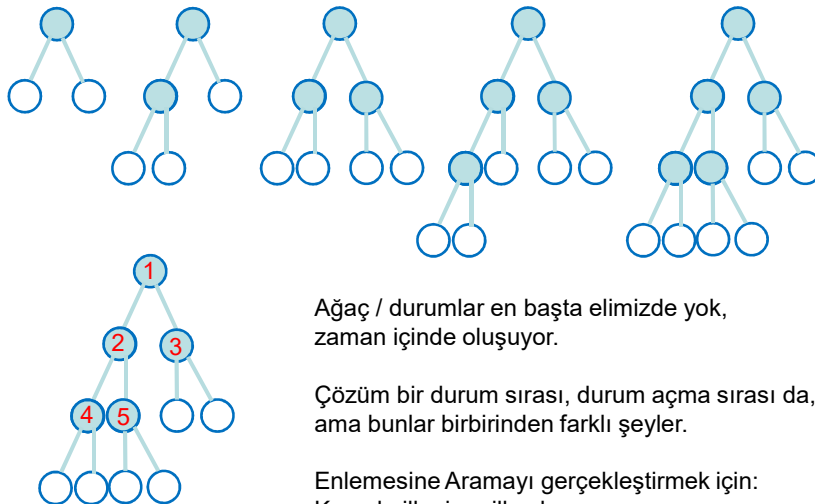 1
2
3
4
5
Ağaç / durumlar en başta elimizde yok,
zaman içinde oluşuyor.
Çözüm bir durum sırası, durum açma sırası da,
ama bunlar birbirinden farklı şeyler.
Enlemesine Aramayı gerçekleştirmek için: